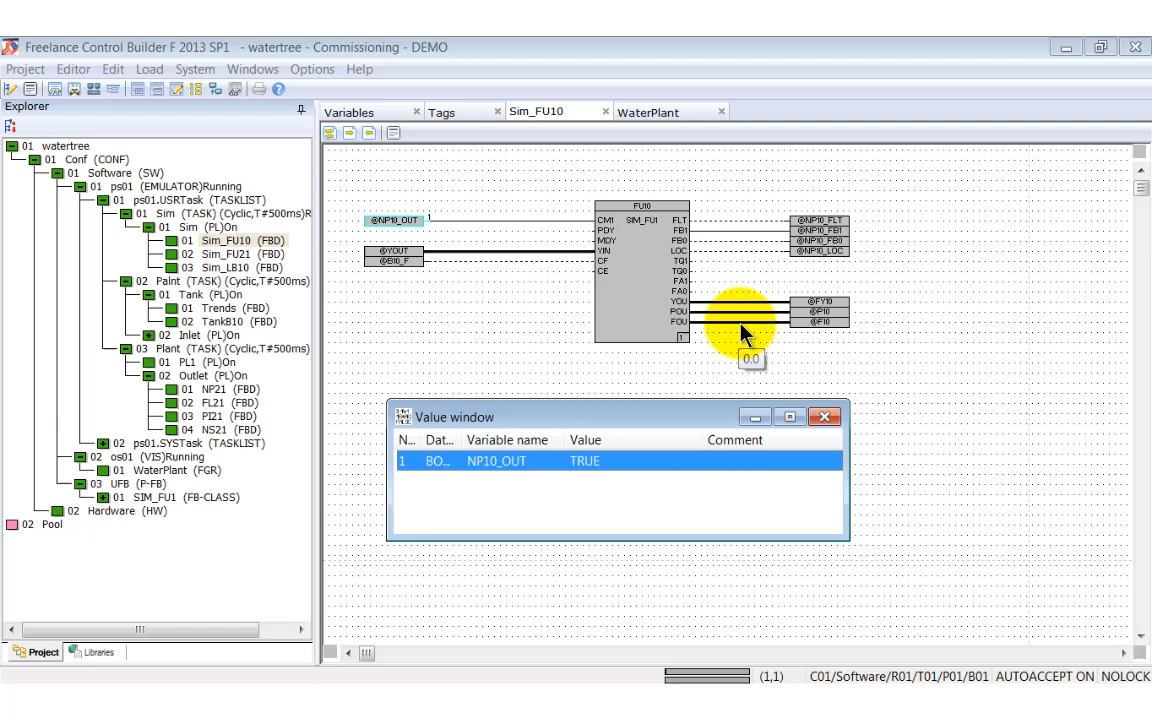 Freelance Control Builder F 2013 SP1 - watertree - Commissioning - DEMO
Project Editor Edit Load System Windows Options Help
Explorer
Variables Tags Sim_FU10 WaterPlant
01 watertree
01 Conf (CONF)
01 Software (SW)
01 ps01 (EMULATOR)Running
01 ps01.USRTask (TASKLIST)
01 Sim (TASK) (Cyclic,T#500ms)R
01 Sim (PL)On
01 Sim_FU10 (FBD)
02 Sim_FU21 (FBD)
03 Sim_LB10 (FBD)
02 Palnt (TASK) (Cyclic,T#500ms)
01 Tank (PL)On
01 Trends (FBD)
02 TankB10 (FBD)
02 Inlet (PL)On
03 Plant (TASK) (Cyclic,T#500ms)
01 PL1 (PL)On
02 Outlet (PL)On
01 NP21 (FBD)
02 FL21 (FBD)
03 PI21 (FBD)
04 NS21 (FBD)
02 ps01.SYSTask (TASKLIST)
02 os01 (VIS)Running
01 WaterPlant (FGR)
03 UFB (P-FB)
01 SIM_FU1 (FB-CLASS)
02 Hardware (HW)
02 Pool
Project Libraries
FU10
@NP10_OUT 1 CM1 SIM_FU1 FLT @NP10_FLT
PDY FB1 @NP10_FB1
MDY FB0 @NP10_FB0
@YOUT YIN LOC @NP10_LOC
@B10_F CF TQ1
CE TQ0
FA1
FA0
YOU @FY10
POU @P10
FOU @F10
1
0.0
Value window
N... Dat... Variable name Value Comment
1 BO... NP10_OUT TRUE
(1,1) C01/Software/R01/T01/P01/B01 AUTOACCEPT ON NOLOCK